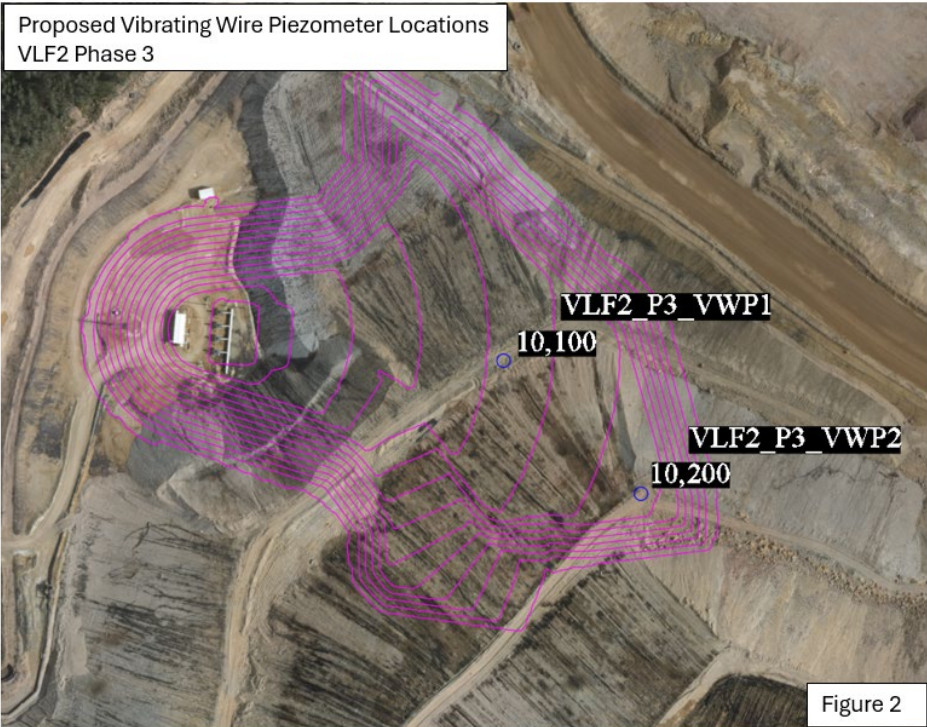 Proposed Vibrating Wire Piezometer Locations
VLF2 Phase 3
VLF2_P3_VWP1
10,100
VLF2_P3_VWP2
10,200
Figure 2